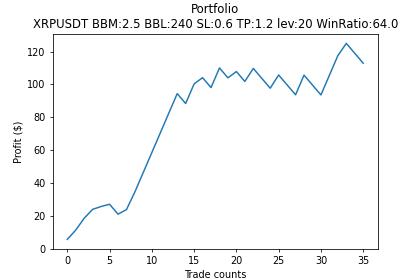 Portfolio
XRPUSDT BBM:2.5 BBL:240 SL:0.6 TP:1.2 lev:20 WinRatio:64.0
Profit ($)
120
100
80
60
40
20
0
0 5 10 15 20 25 30 35
Trade counts